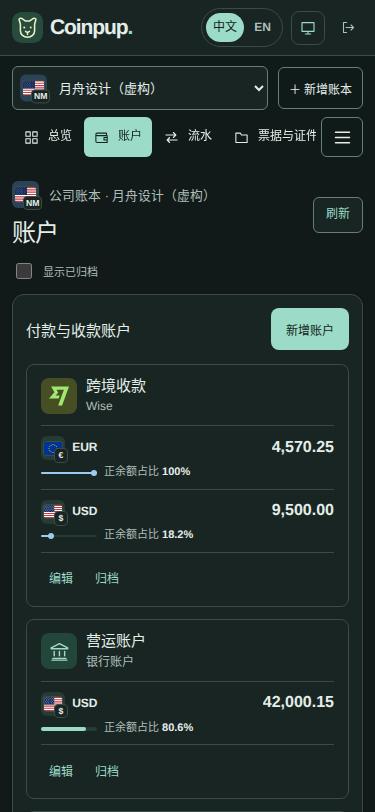 Coinpup.
中文 EN
NM 月舟设计（虚构）
＋新增账本
总览 账户 流水 票据与证件
NM 公司账本 · 月舟设计（虚构）
账户
刷新
显示已归档
付款与收款账户
新增账户
跨境收款
Wise
€ EUR 4,570.25
正余额占比 100%
$ USD 9,500.00
正余额占比 18.2%
编辑 归档
营运账户
银行账户
$ USD 42,000.15
正余额占比 80.6%
编辑 归档